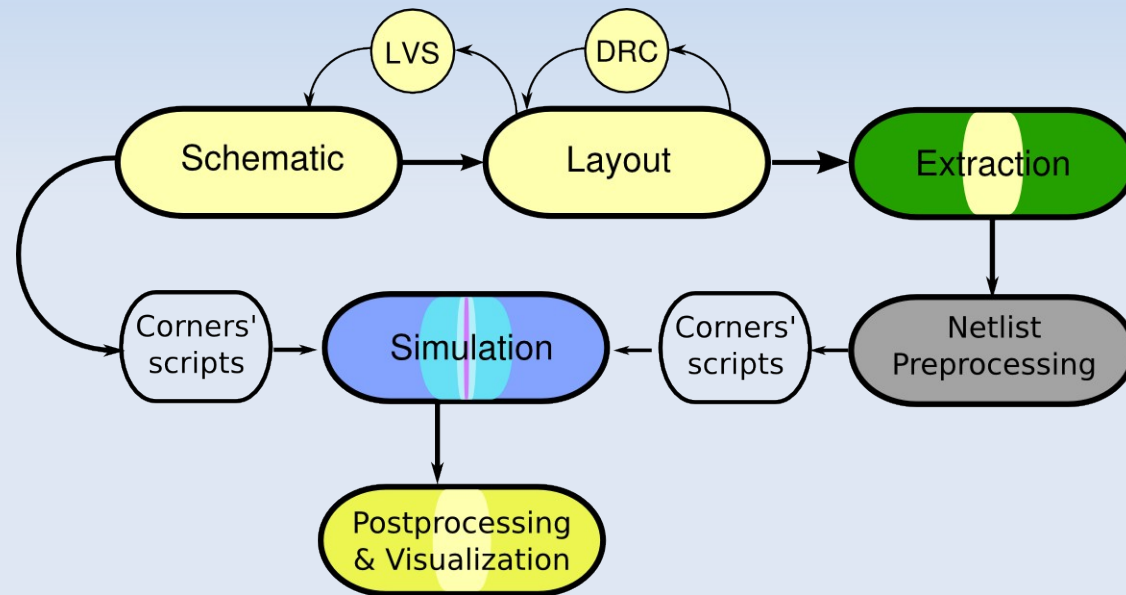 LVS
DRC
Schematic
Layout
Extraction
Corners'
scripts
Simulation
Corners'
scripts
Netlist
Preprocessing
Postprocessing
& Visualization